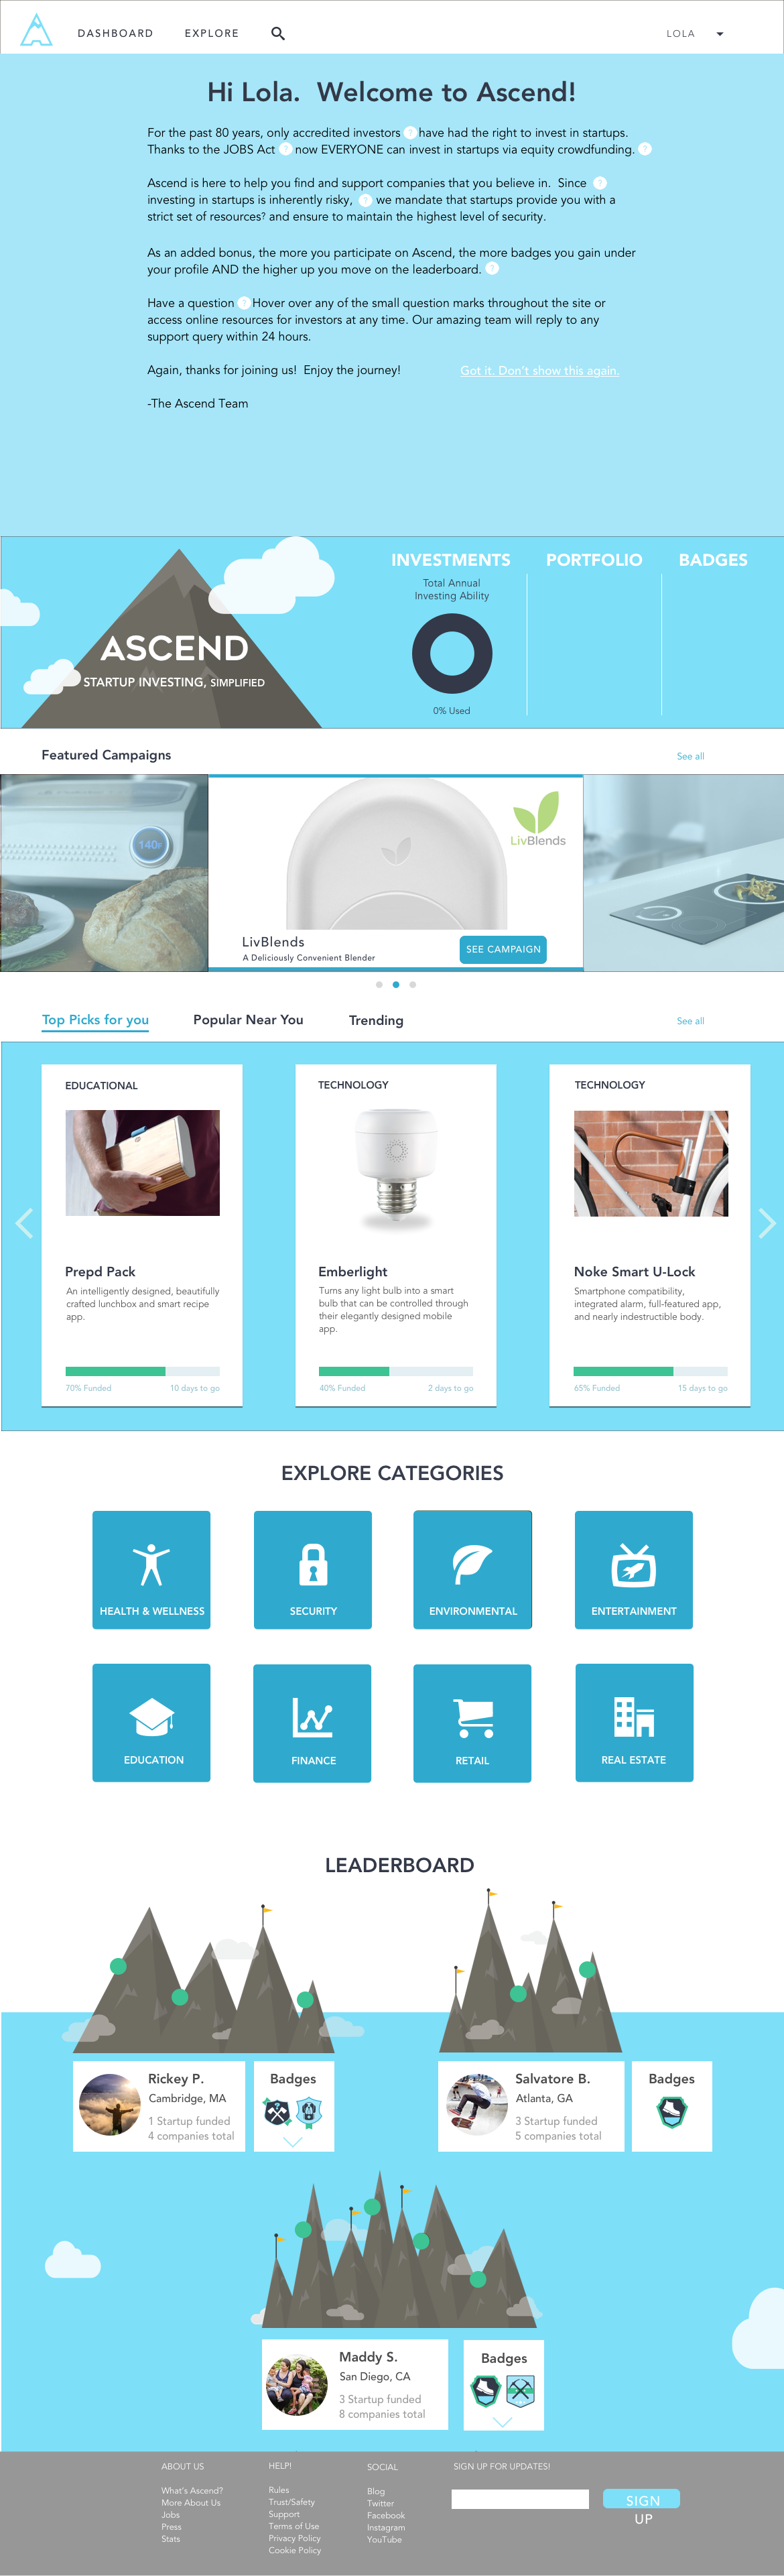 DASHBOARD EXPLORE LOLA
Hi Lola. Welcome to Ascend!
For the past 80 years, only accredited investors ? have had the right to invest in startups.
Thanks to the JOBS Act ? now EVERYONE can invest in startups via equity crowdfunding. ?
Ascend is here to help you find and support companies that you believe in. Since ?
investing in startups is inherently risky, ? we mandate that startups provide you with a
strict set of resources? and ensure to maintain the highest level of security.
As an added bonus, the more you participate on Ascend, the more badges you gain under
your profile AND the higher up you move on the leaderboard. ?
Have a question ? Hover over any of the small question marks throughout the site or
access online resources for investors at any time. Our amazing team will reply to any
support query within 24 hours.
Again, thanks for joining us! Enjoy the journey! Got it. Don't show this again.
-The Ascend Team
INVESTMENTS PORTFOLIO BADGES
Total Annual
Investing Ability
0% Used
ASCEND
STARTUP INVESTING, SIMPLIFIED
Featured Campaigns See all
140F
LivBlends
LivBlends
A Deliciously Convenient Blender
SEE CAMPAIGN
Top Picks for you Popular Near You Trending See all
EDUCATIONAL
Prepd Pack
An intelligently designed, beautifully
crafted lunchbox and smart recipe
app.
70% Funded 10 days to go
TECHNOLOGY
Emberlight
Turns any light bulb into a smart
bulb that can be controlled through
their elegantly designed mobile
app.
40% Funded 2 days to go
TECHNOLOGY
Noke Smart U-Lock
Smartphone compatibility,
integrated alarm, full-featured app,
and nearly indestructible body.
65% Funded 15 days to go
EXPLORE CATEGORIES
HEALTH & WELLNESS SECURITY ENVIRONMENTAL ENTERTAINMENT
EDUCATION FINANCE RETAIL REAL ESTATE
LEADERBOARD
Rickey P.
Cambridge, MA
1 Startup funded
4 companies total
Badges
Salvatore B.
Atlanta, GA
3 Startup funded
5 companies total
Badges
Maddy S.
San Diego, CA
3 Startup funded
8 companies total
Badges
ABOUT US
What's Ascend?
More About Us
Jobs
Press
Stats
HELP!
Rules
Trust/Safety
Support
Terms of Use
Privacy Policy
Cookie Policy
SOCIAL
Blog
Twitter
Facebook
Instagram
YouTube
SIGN UP FOR UPDATES!
SIGN
UP